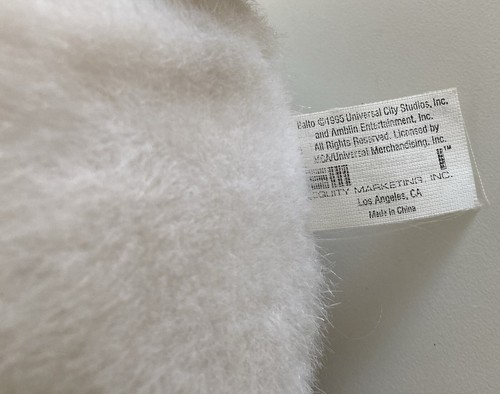 Balto ©1995 Universal City Studios, Inc.
and Amblin Entertainment, Inc.
All Rights Reserved. Licensed by
MCA/Universal Merchandising, Inc.
EQUITY MARKETING, INC.
Los Angeles, CA
Made in China